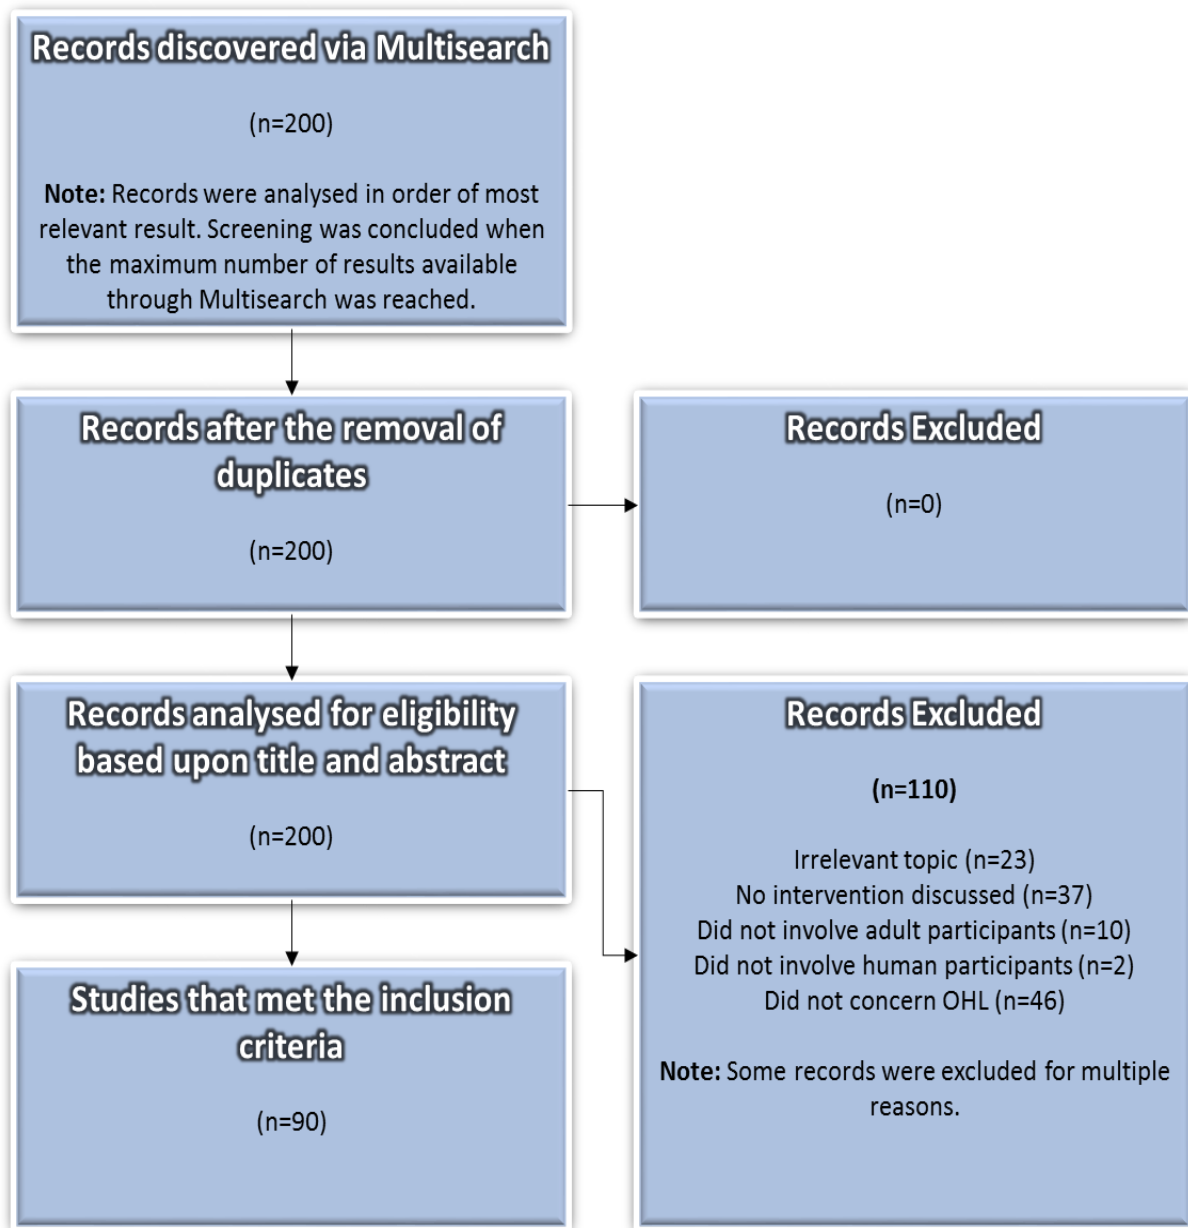 Records discovered via Multisearch
(n=200)
Note: Records were analysed in order of most
relevant result. Screening was concluded when
the maximum number of results available
through Multisearch was reached.
Records after the removal of
duplicates
(n=200)
Records Excluded
(n=0)
Records analysed for eligibility
based upon title and abstract
(n=200)
Records Excluded
(n=110)
Irrelevant topic (n=23)
No intervention discussed (n=37)
Did not involve adult participants (n=10)
Did not involve human participants (n=2)
Did not concern OHL (n=46)
Note: Some records were excluded for multiple
reasons.
Studies that met the inclusion
criteria
(n=90)